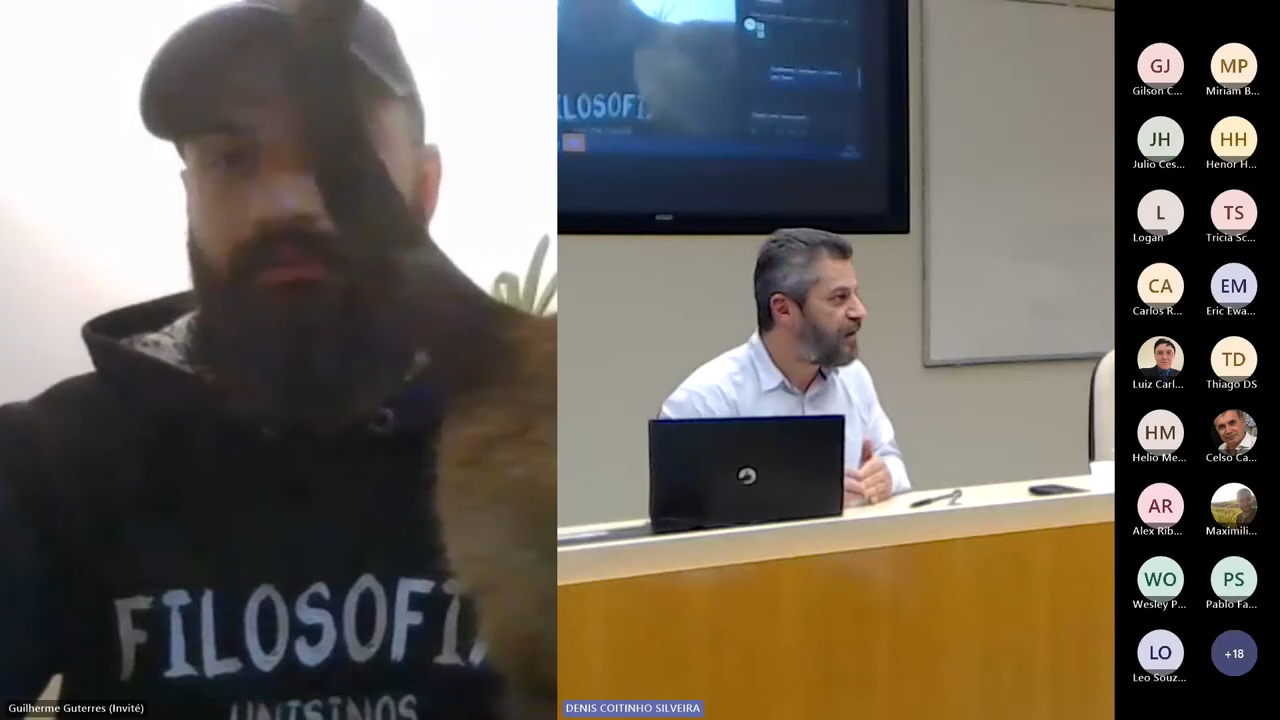 FILOSOFIA
UNISINOS
Guilherme Guterres (Invité)
ILOSOFI
DENIS COITINHO SILVEIRA
GJ
Gilson C...
MP
Miriam B...
JH
Julio Ces...
HH
Henor H...
L
Logan
TS
Tricia Sc...
CA
Carlos R...
EM
Eric Ewa...
Luiz Carl...
TD
Thiago DS
HM
Helio Me...
Celso Ca...
AR
Alex Rib...
Maximili...
WO
Wesley P...
PS
Pablo Fa...
LO
Leo Souz...
+18